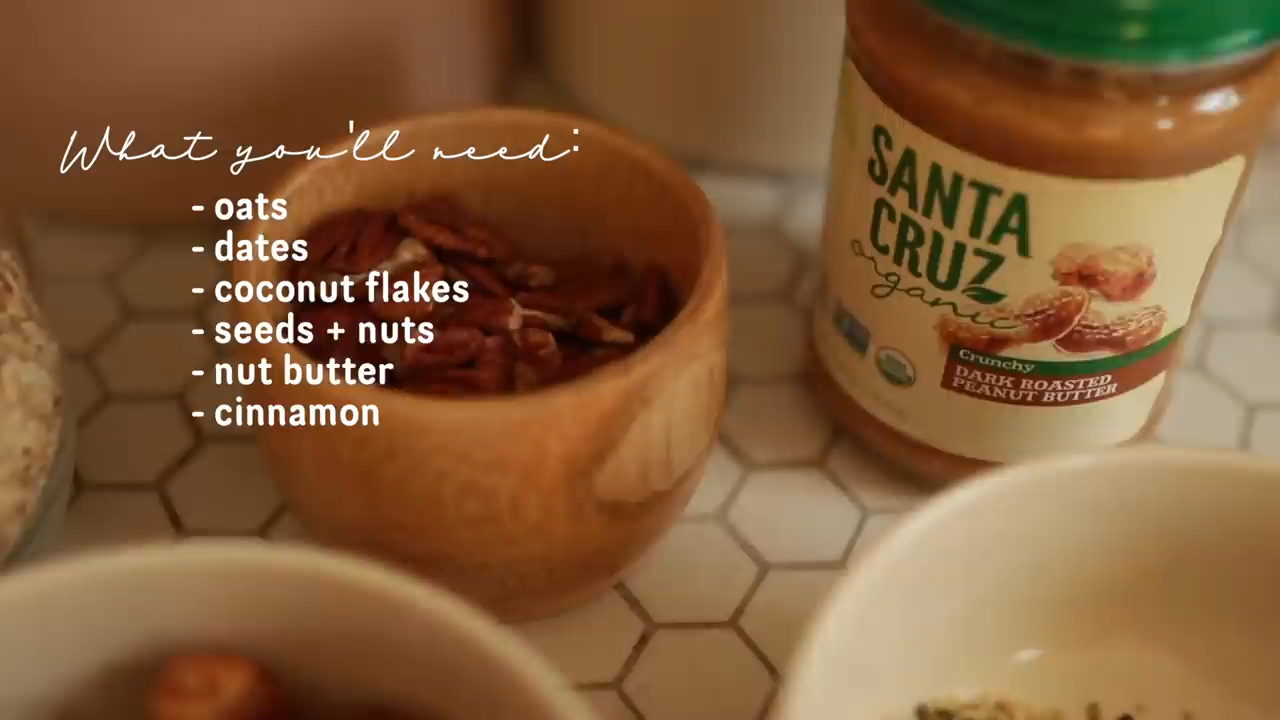 What you'll need:
- oats
- dates
- coconut flakes
- seeds + nuts
- nut butter
- cinnamon
SANTA
CRUZ
organic
Crunchy
DARK ROASTED
PEANUT BUTTER